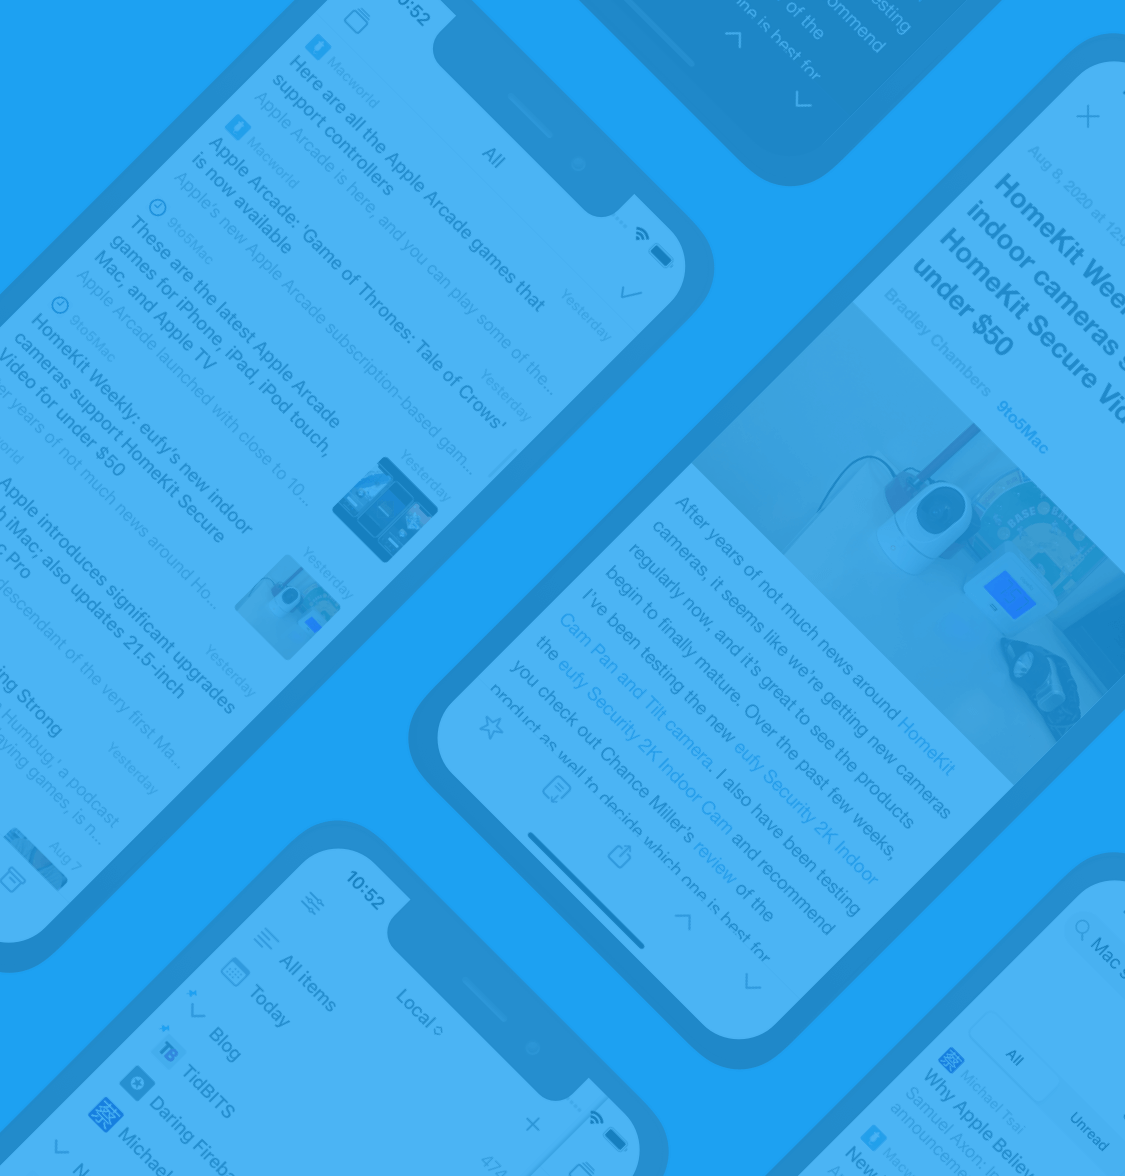 10:52
All
Macworld
Here are all the Apple Arcade games that
support controllers
Apple Arcade is here, and you can play some of the...
Yesterday
Macworld
Apple Arcade: 'Game of Thrones: Tale of Crows'
is now available
Apple's new Apple Arcade subscription-based gam...
Yesterday
9to5Mac
These are the latest Apple Arcade
games for iPhone, iPad, iPod touch,
Mac, and Apple TV
Apple Arcade launched with close to 10...
Yesterday
9to5Mac
HomeKit Weekly: eufy's new indoor
cameras support HomeKit Secure
Video for under $50
er years of not much news around Ho...
Yesterday
Apple introduces significant upgrades
iMac: also updates 21.5-inch
Pro
descendant of the very first Ma...
Yesterday
ing Strong
Humbug,' a podcast
ying games, is n...
Aug 7
of the
ommend
ne is best for
Aug 8, 2020 at
HomeKit Wee
indoor cameras s
HomeKit Secure Vid
under $50
Bradley Chambers 9to5Mac
BASE
After years of not much news around HomeKit
cameras, it seems like we're getting new cameras
regularly now, and it's great to see the products
begin to finally mature. Over the past few weeks,
I've been testing the new eufy Security 2K Indoor
Cam Pan and Tilt camera. I also have been testing
the eufy Security 2K Indoor Cam and recommend
you check out Chance Miller's review of the
product as well to decide which one is best for
10:52
Local
All items
Today
Blog
TidBITS
Daring Fireba
Michael
474
Mac s
All
Unread
Michael Tsai
Why Apple Believ
Samuel Axon:
announcem
Macw
New